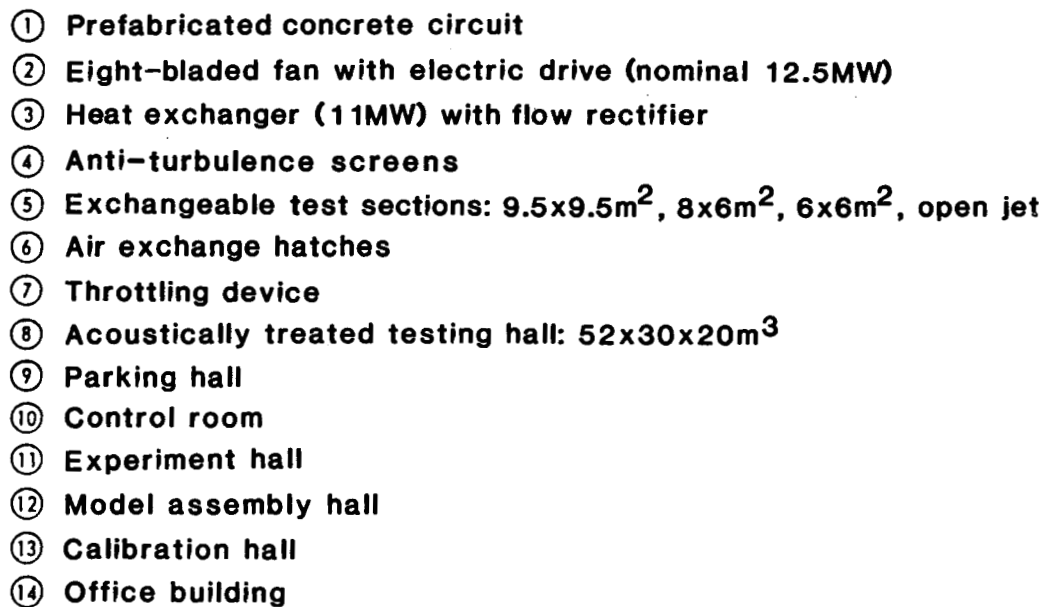 ① Prefabricated concrete circuit
② Eight-bladed fan with electric drive (nominal 12.5MW)
③ Heat exchanger (11MW) with flow rectifier
④ Anti-turbulence screens
⑤ Exchangeable test sections: 9.5x9.5m², 8x6m², 6x6m², open jet
⑥ Air exchange hatches
⑦ Throttling device
⑧ Acoustically treated testing hall: 52x30x20m³
⑨ Parking hall
⑩ Control room
⑪ Experiment hall
⑫ Model assembly hall
⑬ Calibration hall
⑭ Office building